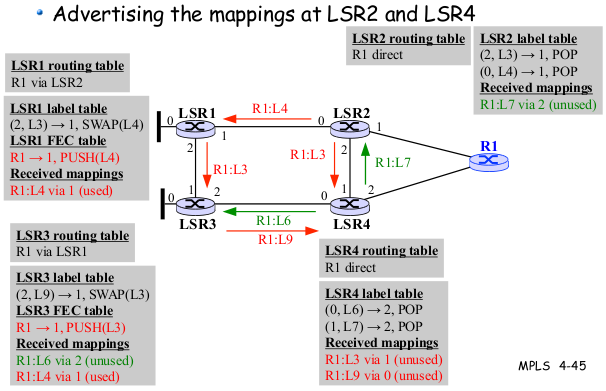 Advertising the mappings at LSR2 and LSR4
LSR1 routing table
R1 via LSR2
LSR1 label table
(2, L3) → 1, SWAP(L4)
LSR1 FEC table
R1 → 1, PUSH(L4)
Received mappings
R1:L4 via 1 (used)
LSR3 routing table
R1 via LSR1
LSR3 label table
(2, L9) → 1, SWAP(L3)
LSR3 FEC table
R1 → 1, PUSH(L3)
Received mappings
R1:L6 via 2 (unused)
R1:L4 via 1 (used)
LSR2 routing table
R1 direct
LSR2 label table
(2, L3) → 1, POP
(0, L4) → 1, POP
Received mappings
R1:L7 via 2 (unused)
LSR1
0
1
2
R1:L4
LSR2
0
1
2
R1:L3
R1:L3
R1:L7
R1
LSR3
0
1
2
R1:L6
R1:L9
LSR4
0
1
2
LSR4 routing table
R1 direct
LSR4 label table
(0, L6) → 2, POP
(1, L7) → 2, POP
Received mappings
R1:L3 via 1 (unused)
R1:L9 via 0 (unused)
MPLS 4-45